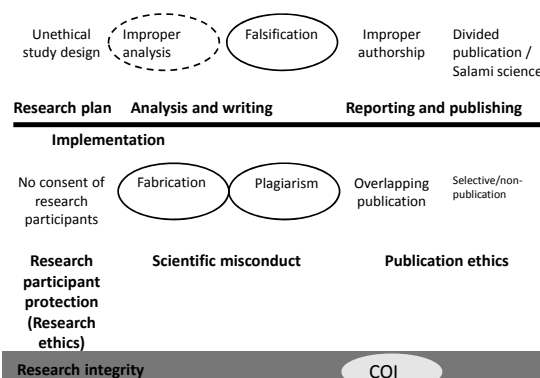 Unethical
study design
Improper
analysis
Falsification
Improper
authorship
Divided
publication /
Salami science
Research plan
Analysis and writing
Reporting and publishing
Implementation
No consent of
research
participants
Fabrication
Plagiarism
Overlapping
publication
Selective/non-
publication
Research
participant
protection
(Research
ethics)
Scientific misconduct
Publication ethics
Research integrity
COI